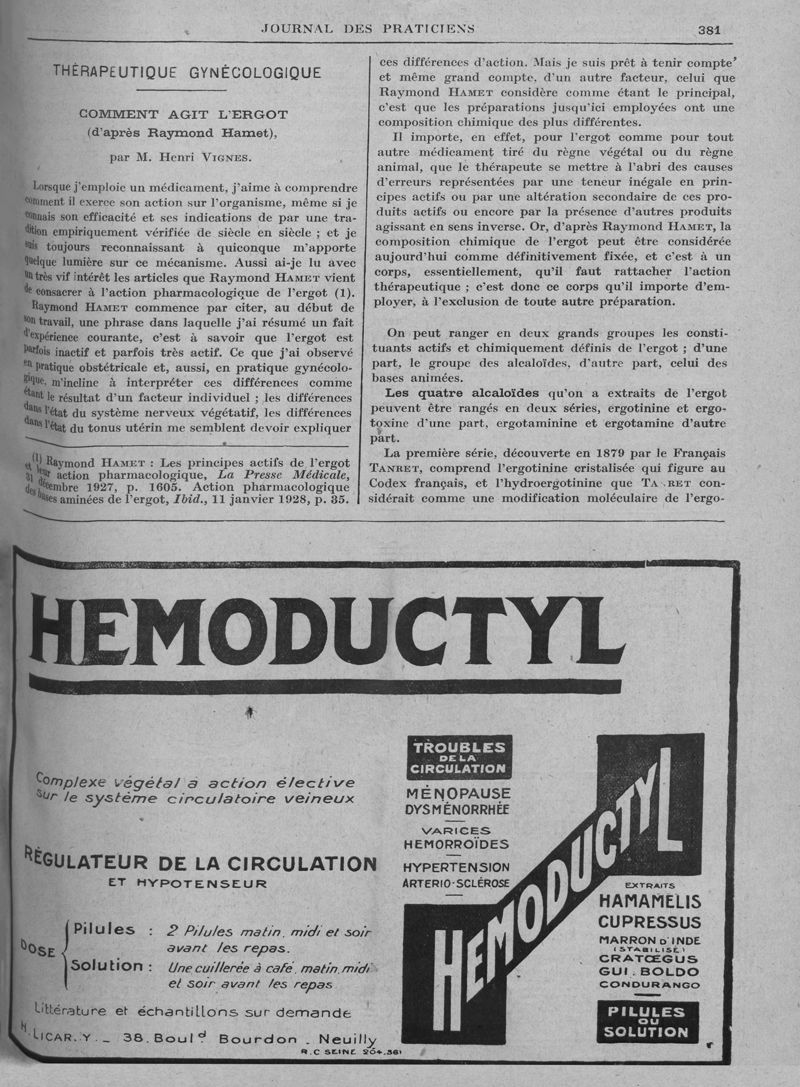 JOURNAL DES PRATICIENS
381
THÉRAPEUTIQUE GYNÉCOLOGIQUE
COMMENT AGIT L'ERGOT
(d'après Raymond Hamet),
par M. Henri VIGNES.
Lorsque j'emploie un médicament, j'aime à comprendre
comment il exerce son action sur l'organisme, même si je
connais son efficacité et ses indications de par une tra-
dition empiriquement vérifiée de siècle en siècle ; et je
suis toujours reconnaissant à quiconque m'apporte
quelque lumière sur ce mécanisme. Aussi ai-je lu avec
un très vif intérêt les articles que Raymond HAMET vient
de consacrer à l'action pharmacologique de l'ergot (1).
Raymond HAMET commence par citer, au début de
son travail, une phrase dans laquelle j'ai résumé un fait
d'expérience courante, c'est à savoir que l'ergot est
parfois inactif et parfois très actif. Ce que j'ai observé
en pratique obstétricale et, aussi, en pratique gynécolo-
gique, m'incline à interpréter ces différences comme
étant le résultat d'un facteur individuel ; les différences
dans l'état du système nerveux végétatif, les différences
dans l'état du tonus utérin me semblent devoir expliquer
(1) Raymond HAMET : Les principes actifs de l'ergot
et leur action pharmacologique, La Presse Médicale,
31 décembre 1927, p. 1605. Action pharmacologique
des bases aminées de l'ergot, Ibid., 11 janvier 1928, p. 35.
ces différences d'action. Mais je suis prêt à tenir compte
et même grand compte, d'un autre facteur, celui que
Raymond HAMET considère comme étant le principal,
c'est que les préparations jusqu'ici employées ont une
composition chimique des plus différentes.
Il importe, en effet, pour l'ergot comme pour tout
autre médicament tiré du règne végétal ou du règne
animal, que le thérapeute se mettre à l'abri des causes
d'erreurs représentées par une teneur inégale en prin-
cipes actifs ou par une altération secondaire de ces pro-
duits actifs ou encore par la présence d'autres produits
agissant en sens inverse. Or, d'après Raymond HAMET, la
composition chimique de l'ergot peut être considérée
aujourd'hui comme définitivement fixée, et c'est à un
corps, essentiellement, qu'il faut rattacher l'action
thérapeutique ; c'est donc ce corps qu'il importe d'em-
ployer, à l'exclusion de toute autre préparation.
On peut ranger en deux grands groupes les consti-
tuants actifs et chimiquement définis de l'ergot ; d'une
part, le groupe des alcaloïdes, d'autre part, celui des
bases animées.
Les quatre alcaloïdes qu'on a extraits de l'ergot
peuvent être rangés en deux séries, ergotinine et ergo-
toxine d'une part, ergotaminine et ergotamine d'autre
part.
La première série, découverte en 1879 par le Français
TANRET, comprend l'ergotinine cristalisée qui figure au
Codex français, et l'hydroergotinine que TA.RET con-
sidérait comme une modification moléculaire de l'ergo-
HEMODUCTYL
Complexe végétal à action élective
sur le système circulatoire veineux
RÉGULATEUR DE LA CIRCULATION
ET HYPOTENSEUR
DOSE
Pilules : 2 Pilules matin, midi et soir
avant les repas.
Solution : Une cuillerée à café, matin, midi
et soir avant les repas
Littérature et échantillons sur demande
H. LICARDY - 38. Boulᵈ Bourdon - Neuilly
R.C SEINE 204.361
TROUBLES
DE LA
CIRCULATION
MÉNOPAUSE
DYSMÉNORRHÉE
VARICES
HEMORROÏDES
HYPERTENSION
ARTERIO-SCLÉROSE
HEMODUCTYL
EXTRAITS
HAMAMELIS
CUPRESSUS
MARRON D'INDE
(STABILISÉ)
CRATŒGUS
GUI. BOLDO
CONDURANGO
PILULES
OU
SOLUTION